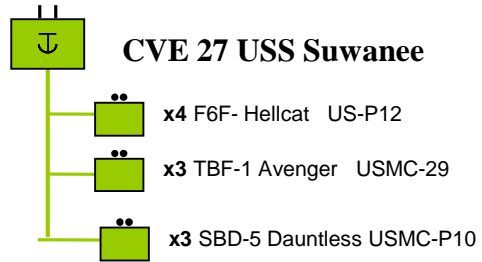 CVE 27 USS Suwanee
x4 F6F- Hellcat US-P12
x3 TBF-1 Avenger USMC-29
x3 SBD-5 Dauntless USMC-P10